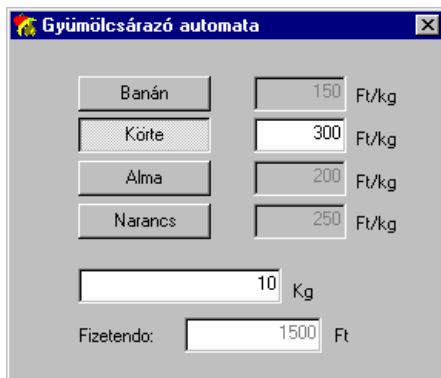 Gyümölcsárazó automata
Banán 150 Ft/kg
Körte 300 Ft/kg
Alma 200 Ft/kg
Narancs 250 Ft/kg
10 Kg
Fizetendo: 1500 Ft